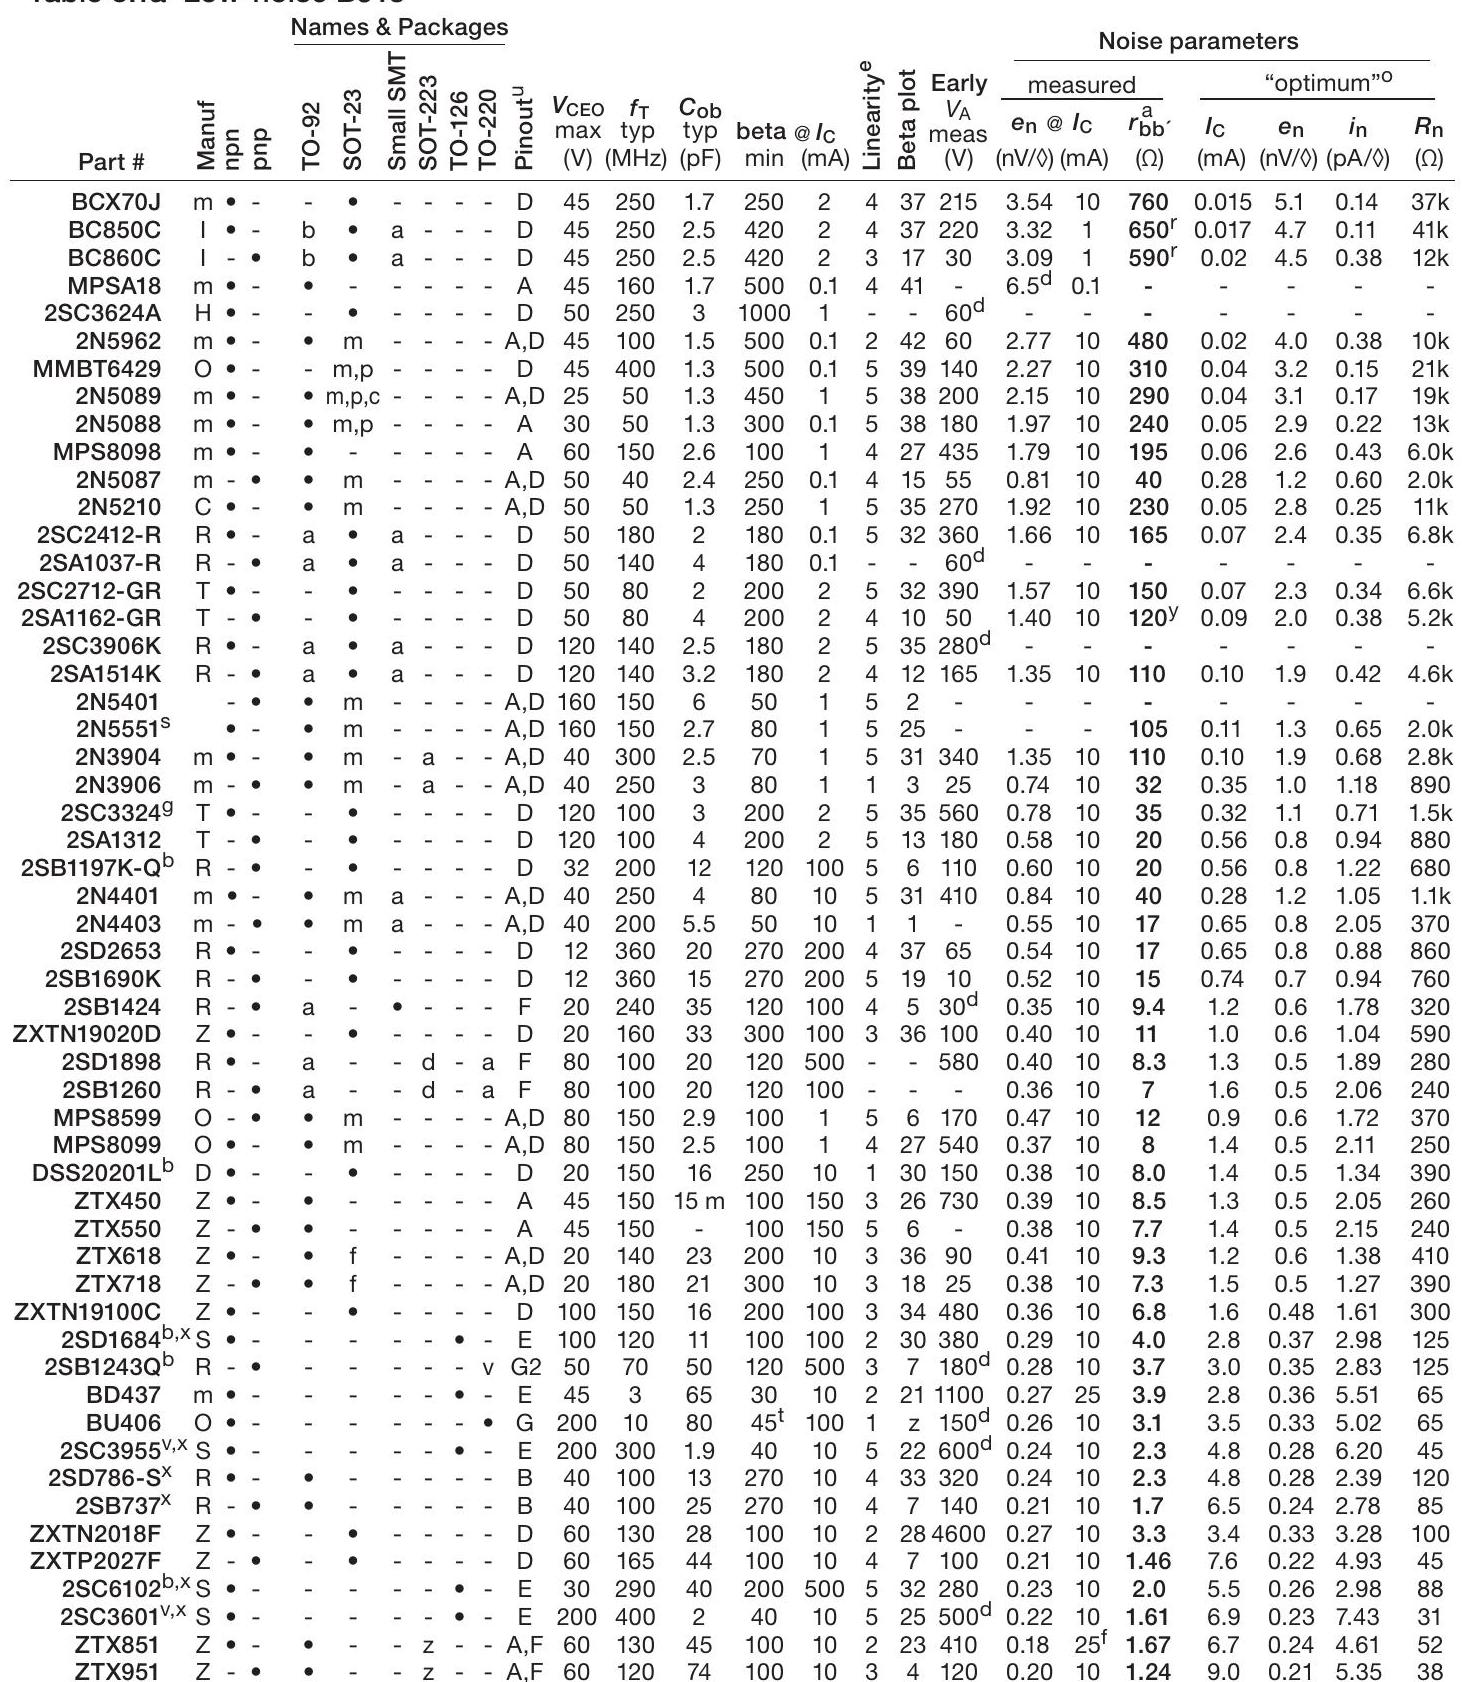 Names & Packages
Noise parameters
measured “optimum”o
Part # Manuf npn pnp TO-92 SOT-23 Small SMT SOT-223 TO-126 TO-220 Pinoutu VCEO max (V) fT typ (MHz) Cob typ (pF) beta min @ IC (mA) Linearitye Beta plot Early VA meas (V) en @ IC (nV/◊) (mA) rabb´ (Ω) IC (mA) en (nV/◊) in (pA/◊) Rn (Ω)
BCX70J m • - - • - - - - D 45 250 1.7 250 2 4 37 215 3.54 10 760 0.015 5.1 0.14 37k
BC850C I • - b • a - - - D 45 250 2.5 420 2 4 37 220 3.32 1 650r 0.017 4.7 0.11 41k
BC860C I - • b • a - - - D 45 250 2.5 420 2 3 17 30 3.09 1 590r 0.02 4.5 0.38 12k
MPSA18 m • - • - - - - - A 45 160 1.7 500 0.1 4 41 - 6.5d 0.1 - - - - -
2SC3624A H • - - • - - - - D 50 250 3 1000 1 - - 60d - - - - - - -
2N5962 m • - • m - - - - A,D 45 100 1.5 500 0.1 2 42 60 2.77 10 480 0.02 4.0 0.38 10k
MMBT6429 O • - - m,p - - - - D 45 400 1.3 500 0.1 5 39 140 2.27 10 310 0.04 3.2 0.15 21k
2N5089 m • - • m,p,c - - - - A,D 25 50 1.3 450 1 5 38 200 2.15 10 290 0.04 3.1 0.17 19k
2N5088 m • - • m,p - - - - A 30 50 1.3 300 0.1 5 38 180 1.97 10 240 0.05 2.9 0.22 13k
MPS8098 m • - • - - - - - A 60 150 2.6 100 1 4 27 435 1.79 10 195 0.06 2.6 0.43 6.0k
2N5087 m - • • m - - - - A,D 50 40 2.4 250 0.1 4 15 55 0.81 10 40 0.28 1.2 0.60 2.0k
2N5210 C • - • m - - - - A,D 50 50 1.3 250 1 5 35 270 1.92 10 230 0.05 2.8 0.25 11k
2SC2412-R R • - a • a - - - D 50 180 2 180 0.1 5 32 360 1.66 10 165 0.07 2.4 0.35 6.8k
2SA1037-R R - • a • a - - - D 50 140 4 180 0.1 - - 60d - - - - - - -
2SC2712-GR T • - - • - - - - D 50 80 2 200 2 5 32 390 1.57 10 150 0.07 2.3 0.34 6.6k
2SA1162-GR T - • - • - - - - D 50 80 4 200 2 4 10 50 1.40 10 120y 0.09 2.0 0.38 5.2k
2SC3906K R • - a • a - - - D 120 140 2.5 180 2 5 35 280d - - - - - - -
2SA1514K R - • a • a - - - D 120 140 3.2 180 2 4 12 165 1.35 10 110 0.10 1.9 0.42 4.6k
2N5401 - • • m - - - - A,D 160 150 6 50 1 5 2 - - - - - - - -
2N5551s • - • m - - - - A,D 160 150 2.7 80 1 5 25 - - - 105 0.11 1.3 0.65 2.0k
2N3904 m • - • m - a - - A,D 40 300 2.5 70 1 5 31 340 1.35 10 110 0.10 1.9 0.68 2.8k
2N3906 m - • • m - a - - A,D 40 250 3 80 1 1 3 25 0.74 10 32 0.35 1.0 1.18 890
2SC3324g T • - - • - - - - D 120 100 3 200 2 5 35 560 0.78 10 35 0.32 1.1 0.71 1.5k
2SA1312 T - • - • - - - - D 120 100 4 200 2 5 13 180 0.58 10 20 0.56 0.8 0.94 880
2SB1197K-Qb R - • - • - - - - D 32 200 12 120 100 5 6 110 0.60 10 20 0.56 0.8 1.22 680
2N4401 m • - • m a - - - A,D 40 250 4 80 10 5 31 410 0.84 10 40 0.28 1.2 1.05 1.1k
2N4403 m - • • m a - - - A,D 40 200 5.5 50 10 1 1 - 0.55 10 17 0.65 0.8 2.05 370
2SD2653 R • - - • - - - - D 12 360 20 270 200 4 37 65 0.54 10 17 0.65 0.8 0.88 860
2SB1690K R - • - • - - - - D 12 360 15 270 200 5 19 10 0.52 10 15 0.74 0.7 0.94 760
2SB1424 R - • a - • - - - F 20 240 35 120 100 4 5 30d 0.35 10 9.4 1.2 0.6 1.78 320
ZXTN19020D Z • - - • - - - - D 20 160 33 300 100 3 36 100 0.40 10 11 1.0 0.6 1.04 590
2SD1898 R • - a - - d - a F 80 100 20 120 500 - - 580 0.40 10 8.3 1.3 0.5 1.89 280
2SB1260 R - • a - - d - a F 80 100 20 120 100 - - - 0.36 10 7 1.6 0.5 2.06 240
MPS8599 O - • • m - - - - A,D 80 150 2.9 100 1 5 6 170 0.47 10 12 0.9 0.6 1.72 370
MPS8099 O • - • m - - - - A,D 80 150 2.5 100 1 4 27 540 0.37 10 8 1.4 0.5 2.11 250
DSS20201Lb D • - - • - - - - D 20 150 16 250 10 1 30 150 0.38 10 8.0 1.4 0.5 1.34 390
ZTX450 Z • - • - - - - - A 45 150 15 m 100 150 3 26 730 0.39 10 8.5 1.3 0.5 2.05 260
ZTX550 Z - • • - - - - - A 45 150 - 100 150 5 6 - 0.38 10 7.7 1.4 0.5 2.15 240
ZTX618 Z • - • f - - - - A,D 20 140 23 200 10 3 36 90 0.41 10 9.3 1.2 0.6 1.38 410
ZTX718 Z - • • f - - - - A,D 20 180 21 300 10 3 18 25 0.38 10 7.3 1.5 0.5 1.27 390
ZXTN19100C Z • - - • - - - - D 100 150 16 200 100 3 34 480 0.36 10 6.8 1.6 0.48 1.61 300
2SD1684b,x S • - - - - - • - E 100 120 11 100 100 2 30 380 0.29 10 4.0 2.8 0.37 2.98 125
2SB1243Qb R - • - - - - - v G2 50 70 50 120 500 3 7 180d 0.28 10 3.7 3.0 0.35 2.83 125
BD437 m • - - - - - • - E 45 3 65 30 10 2 21 1100 0.27 25 3.9 2.8 0.36 5.51 65
BU406 O • - - - - - - • G 200 10 80 45t 100 1 z 150d 0.26 10 3.1 3.5 0.33 5.02 65
2SC3955v,x S • - - - - - • - E 200 300 1.9 40 10 5 22 600d 0.24 10 2.3 4.8 0.28 6.20 45
2SD786-Sx R • - • - - - - - B 40 100 13 270 10 4 33 320 0.24 10 2.3 4.8 0.28 2.39 120
2SB737x R - • • - - - - - B 40 100 25 270 10 4 7 140 0.21 10 1.7 6.5 0.24 2.78 85
ZXTN2018F Z • - - • - - - - D 60 130 28 100 10 2 28 4600 0.27 10 3.3 3.4 0.33 3.28 100
ZXTP2027F Z - • - • - - - - D 60 165 44 100 10 4 7 100 0.21 10 1.46 7.6 0.22 4.93 45
2SC6102b,x S • - - - - - • - E 30 290 40 200 500 5 32 280 0.23 10 2.0 5.5 0.26 2.98 88
2SC3601v,x S • - - - - - • - E 200 400 2 40 10 5 25 500d 0.22 10 1.61 6.9 0.23 7.43 31
ZTX851 Z • - • - - z - - A,F 60 130 45 100 10 2 23 410 0.18 25f 1.67 6.7 0.24 4.61 52
ZTX951 Z - • • - - z - - A,F 60 120 74 100 10 3 4 120 0.20 10 1.24 9.0 0.21 5.35 38